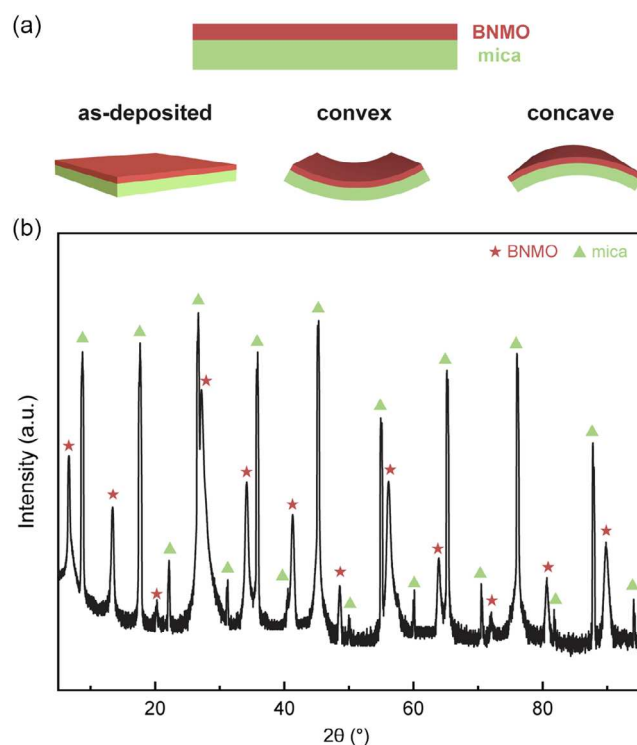 (a)
BNMO
mica
as-deposited convex concave
(b)
★ BNMO ▲ mica
Intensity (a.u.)
20 40 60 80
2θ (°)